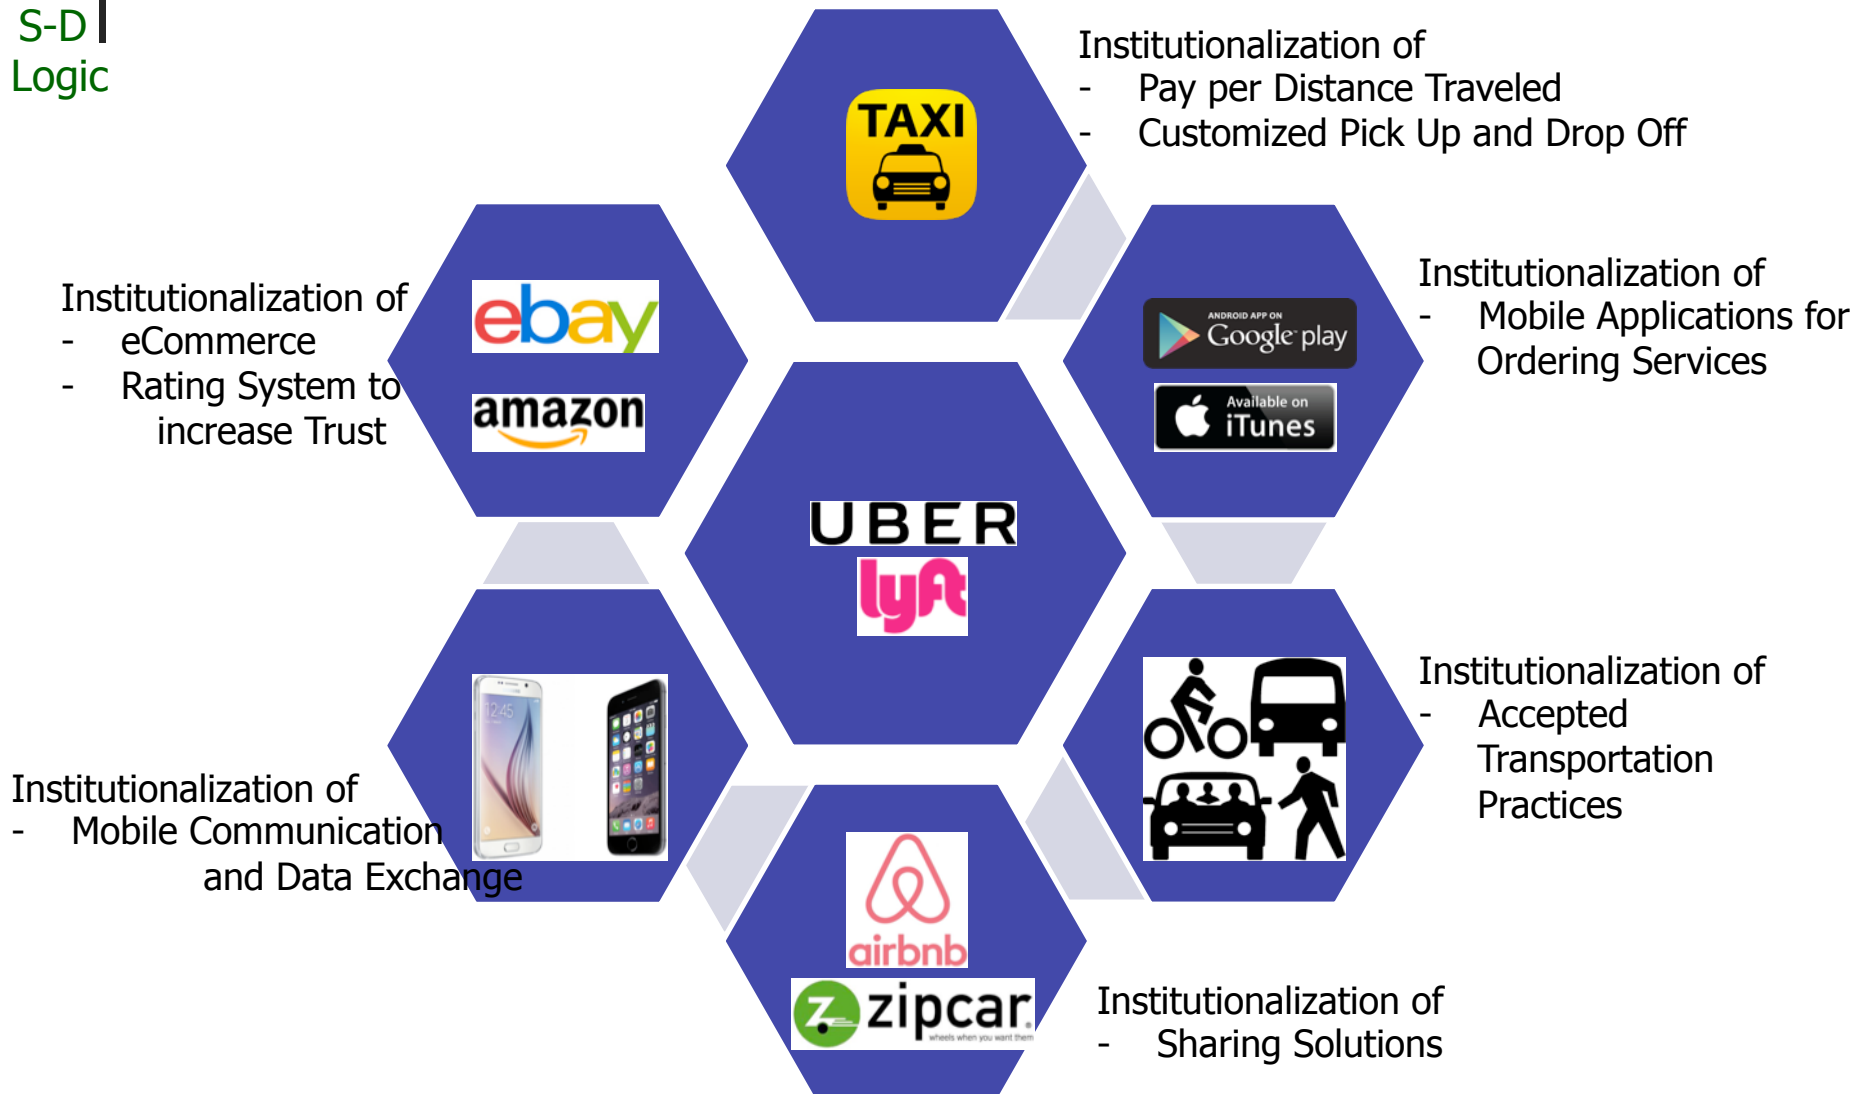 S-D
Logic
Institutionalization of
- Pay per Distance Traveled
- Customized Pick Up and Drop Off
TAXI
Institutionalization of
- eCommerce
- Rating System to
increase Trust
ebay
amazon
ANDROID APP ON
Google play
Available on
iTunes
Institutionalization of
- Mobile Applications for
Ordering Services
UBER
lyft
Institutionalization of
- Mobile Communication
and Data Exchange
12:45
Institutionalization of
- Accepted
Transportation
Practices
airbnb
zipcar.
wheels when you want them
Institutionalization of
- Sharing Solutions